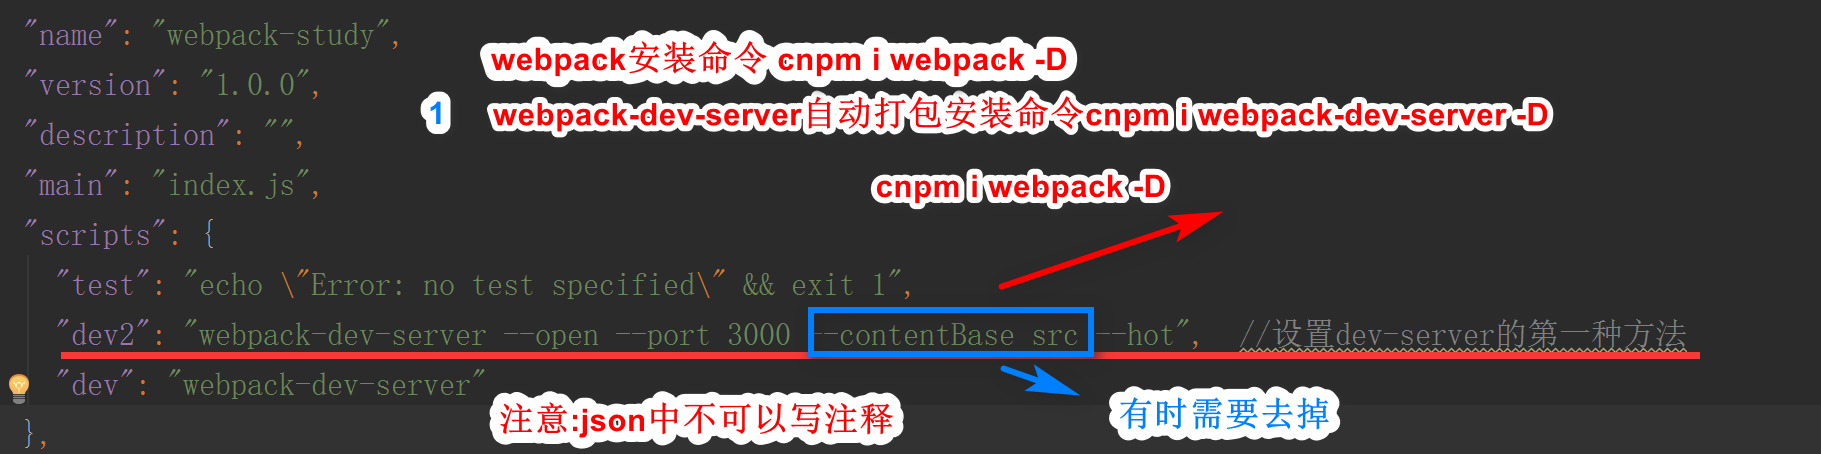 "name": "webpack-study",
webpack安装命令 cnpm i webpack -D
"version": "1.0.0",
1 webpack-dev-server自动打包安装命令cnpm i webpack-dev-server -D
"description": "",
"main": "index.js",
cnpm i webpack -D
"scripts": {
"test": "echo \"Error: no test specified\" && exit 1",
"dev2": "webpack-dev-server --open --port 3000 --contentBase src --hot", //设置dev-server的第一种方法
"dev": "webpack-dev-server"
注意:json中不可以写注释
有时需要去掉
},